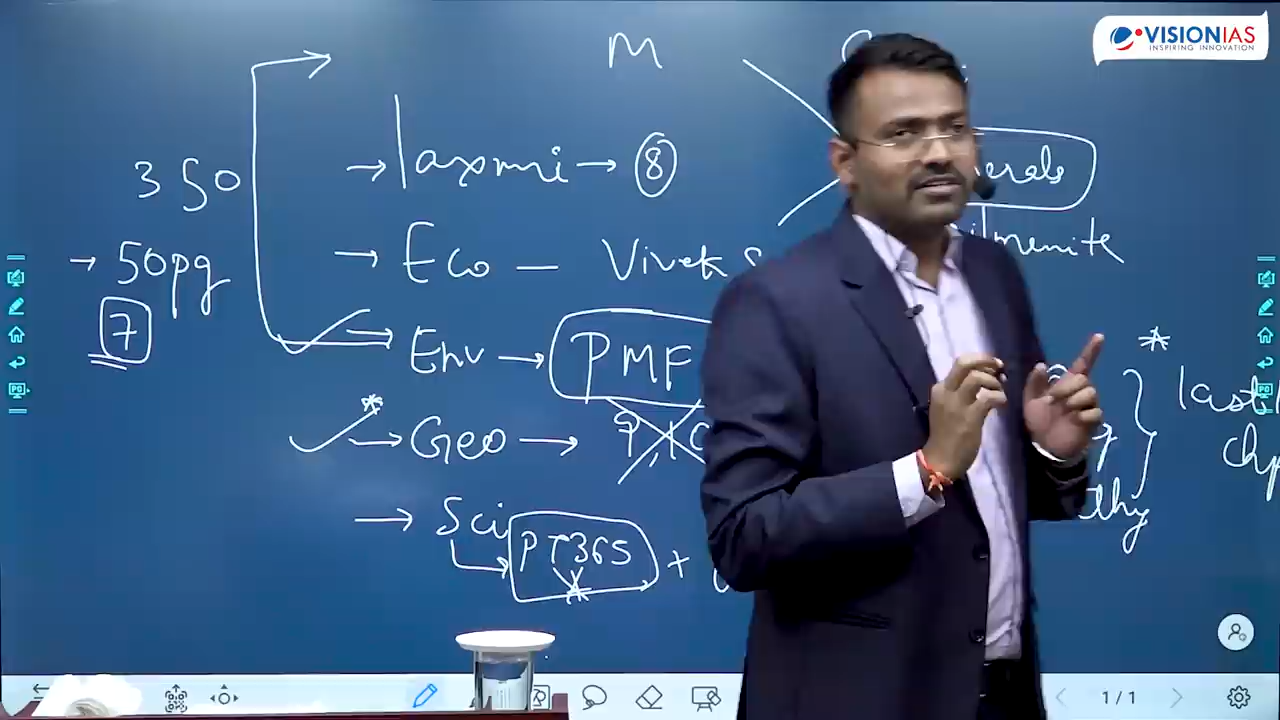 VISIONIAS
INSPIRING INNOVATION
M
350
→ laxmi → 8
→ 50pg
7
→ Eco — Vivek S
ilmenite
Env → PMF
*
last
→ Geo →
→ Sci
PT365 +
1/1